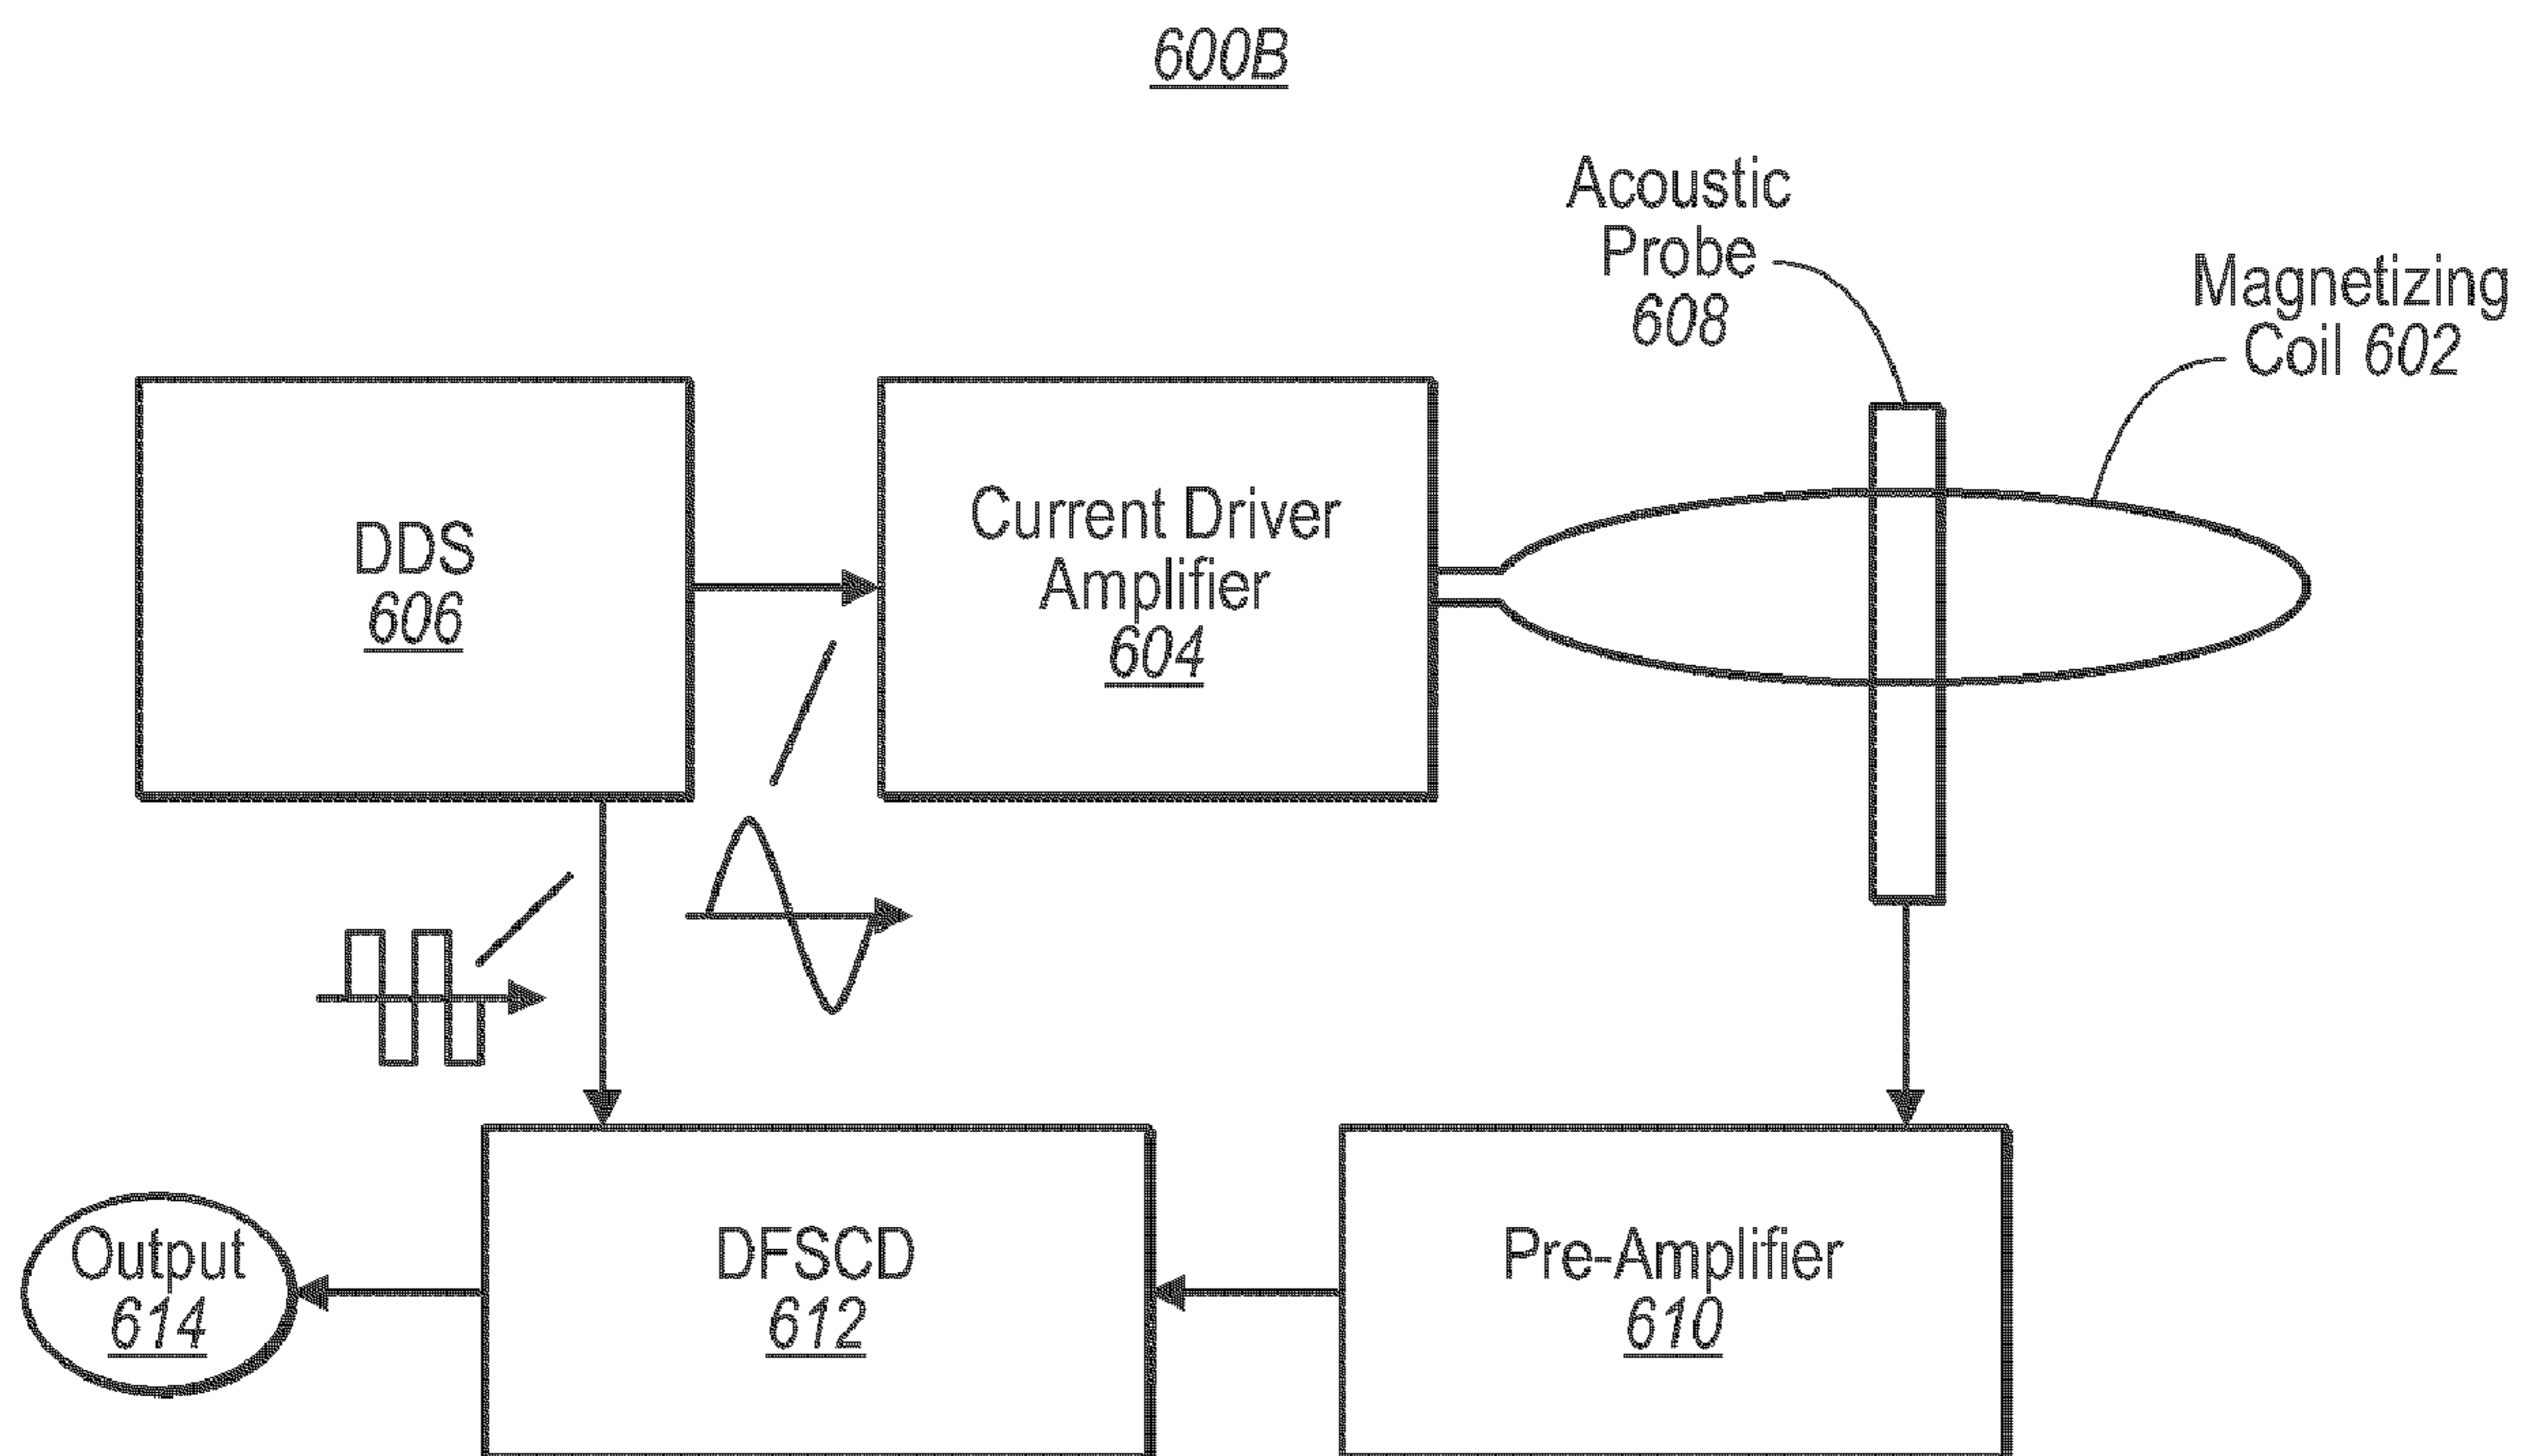 600B
Acoustic
Probe
608
Magnetizing
Coil 602
DDS
606
Current Driver
Amplifier
604
Output
614
DFSCD
612
Pre-Amplifier
610